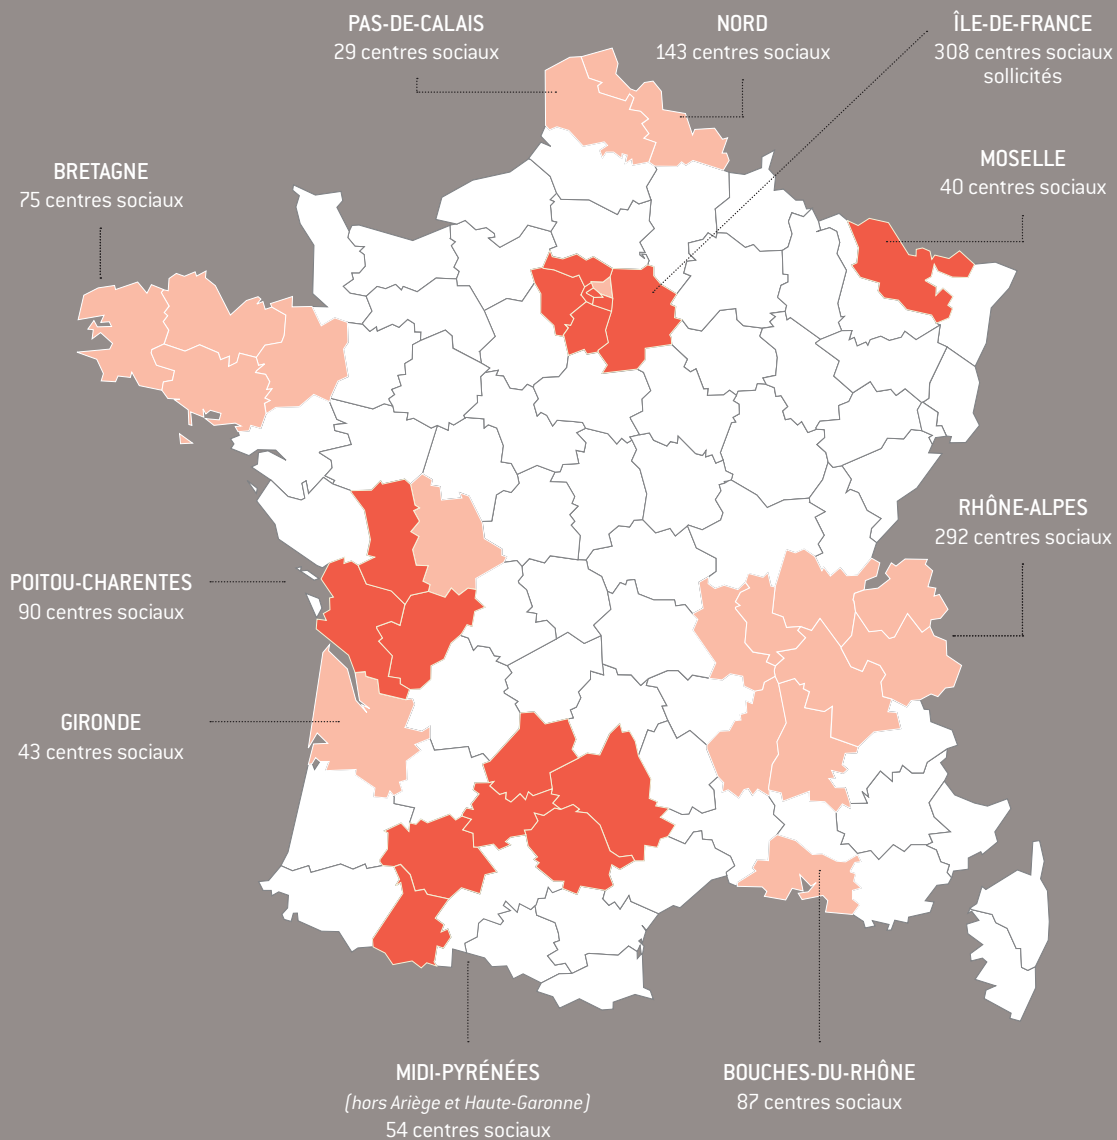 PAS-DE-CALAIS
29 centres sociaux
NORD
143 centres sociaux
ÎLE-DE-FRANCE
308 centres sociaux
sollicités
MOSELLE
40 centres sociaux
BRETAGNE
75 centres sociaux
RHÔNE-ALPES
292 centres sociaux
POITOU-CHARENTES
90 centres sociaux
GIRONDE
43 centres sociaux
MIDI-PYRÉNÉES
(hors Ariège et Haute-Garonne)
54 centres sociaux
BOUCHES-DU-RHÔNE
87 centres sociaux